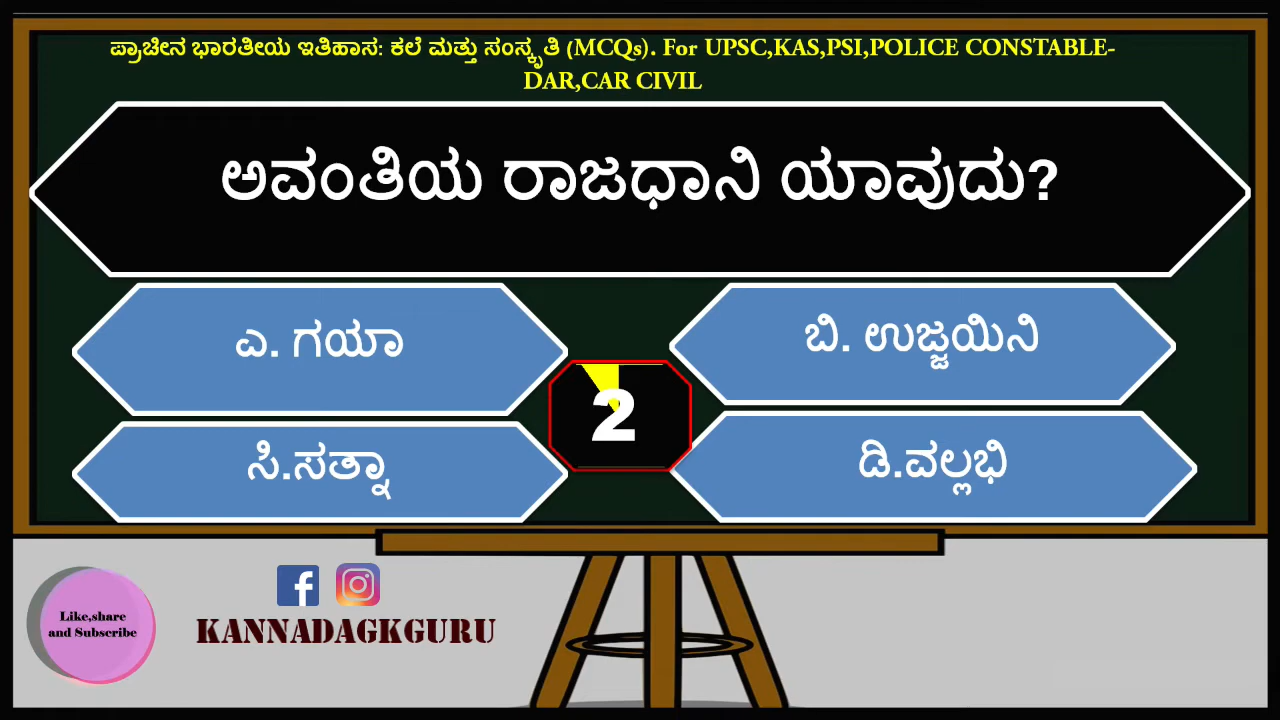 ಪ್ರಾಚೀನ ಭಾರತೀಯ ಇತಿಹಾಸ: ಕಲೆ ಮತ್ತು ಸಂಸ್ಕೃತಿ (MCQs). For UPSC,KAS,PSI,POLICE CONSTABLE-
DAR,CAR CIVIL
ಅವಂತಿಯ ರಾಜಧಾನಿ ಯಾವುದು?
ಎ. ಗಯಾ
ಬಿ. ಉಜ್ಜಯಿನಿ
2
ಸಿ.ಸತ್ನಾ
ಡಿ.ವಲ್ಲಭಿ
Like,share
and Subscribe
KANNADAGKGURU